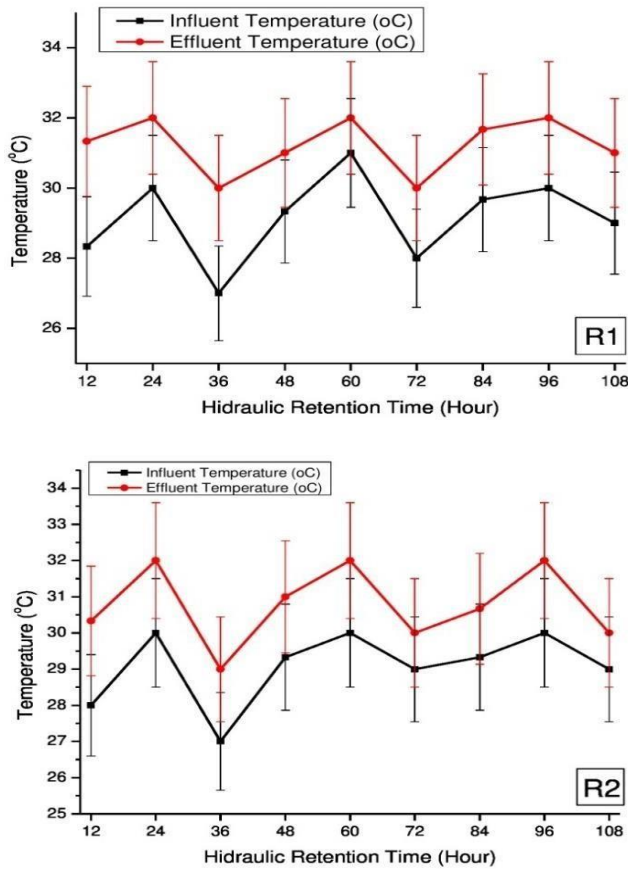 Influent Temperature (oC)
Effluent Temperature (oC)
34
32
30
28
26
Temperature (°C)
R1
12 24 36 48 60 72 84 96 108
Hidraulic Retention Time (Hour)
Influent Temperature (oC)
Effluent Temperature (oC)
34
33
32
31
30
29
28
27
26
25
Temperature (°C)
R2
12 24 36 48 60 72 84 96 108
Hidraulic Retention Time (Hour)